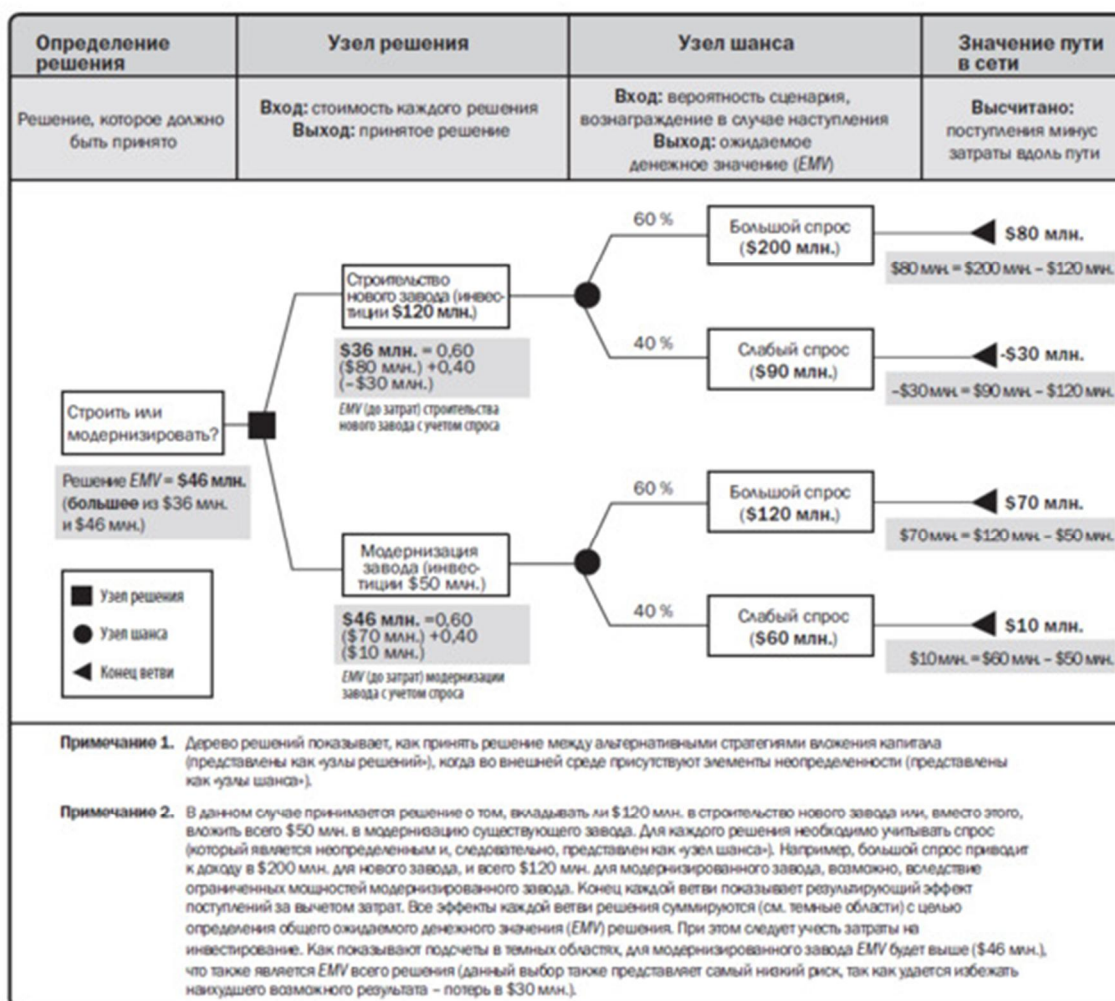 Определение решения
Узел решения
Узел шанса
Значение пути в сети
Решение, которое должно
быть принято
Вход: стоимость каждого решения
Выход: принятое решение
Вход: вероятность сценария,
вознаграждение в случае наступления
Выход: ожидаемое
денежное значение (EMV)
Высчитано:
поступления минус
затраты вдоль пути
Строить или
модернизировать?
Решение EMV = $46 млн.
(большее из $36 млн.
и $46 млн.)
Строительство
нового завода (инвес-
тиции $120 млн.)
$36 млн. = 0,60
($80 млн.) +0,40
(–$30 млн.)
EMV (до затрат) строительства
нового завода с учетом спроса
60 %
Большой спрос
($200 млн.)
$80 млн.
$80 млн. = $200 млн. – $120 млн.
40 %
Слабый спрос
($90 млн.)
-$30 млн.
–$30 млн. = $90 млн. – $120 млн.
Модернизация
завода (инвес-
тиции $50 млн.)
$46 млн. =0,60
($70 млн.) +0,40
($10 млн.)
EMV (до затрат) модернизации
завода с учетом спроса
60 %
Большой спрос
($120 млн.)
$70 млн.
$70 млн. = $120 млн. – $50 млн.
40 %
Слабый спрос
($60 млн.)
$10 млн.
$10 млн. = $60 млн. – $50 млн.
Узел решения
Узел шанса
Конец ветви
Примечание 1. Дерево решений показывает, как принять решение между альтернативными стратегиями вложения капитала
(представлены как «узлы решений»), когда во внешней среде присутствуют элементы неопределенности (представлены
как «узлы шанса»).
Примечание 2. В данном случае принимается решение о том, вкладывать ли $120 млн. в строительство нового завода или, вместо этого,
вложить всего $50 млн. в модернизацию существующего завода. Для каждого решения необходимо учитывать спрос
(который является неопределенным и, следовательно, представлен как «узел шанса»). Например, большой спрос приводит
к доходу в $200 млн. для нового завода, и всего $120 млн. для модернизированного завода, возможно, вследствие
ограниченных мощностей модернизированного завода. Конец каждой ветви показывает результирующий эффект
поступлений за вычетом затрат. Все эффекты каждой ветви решения суммируются (см. темные области) с целью
определения общего ожидаемого денежного значения (EMV) решения. При этом следует учесть затраты на
инвестирование. Как показывают подсчеты в темных областях, для модернизированного завода EMV будет выше ($46 млн.),
что также является EMV всего решения (данный выбор также представляет самый низкий риск, так как удается избежать
наихудшего возможного результата – потерь в $30 млн.).